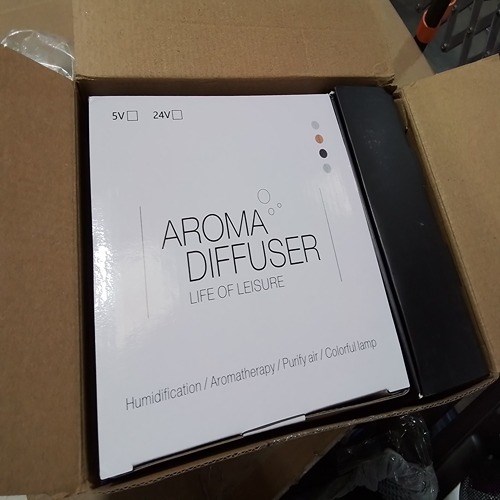 5V☐ 24V☐
AROMA
DIFFUSER
LIFE OF LEISURE
Humidification / Aromatherapy / Purify air / Colorful lamp